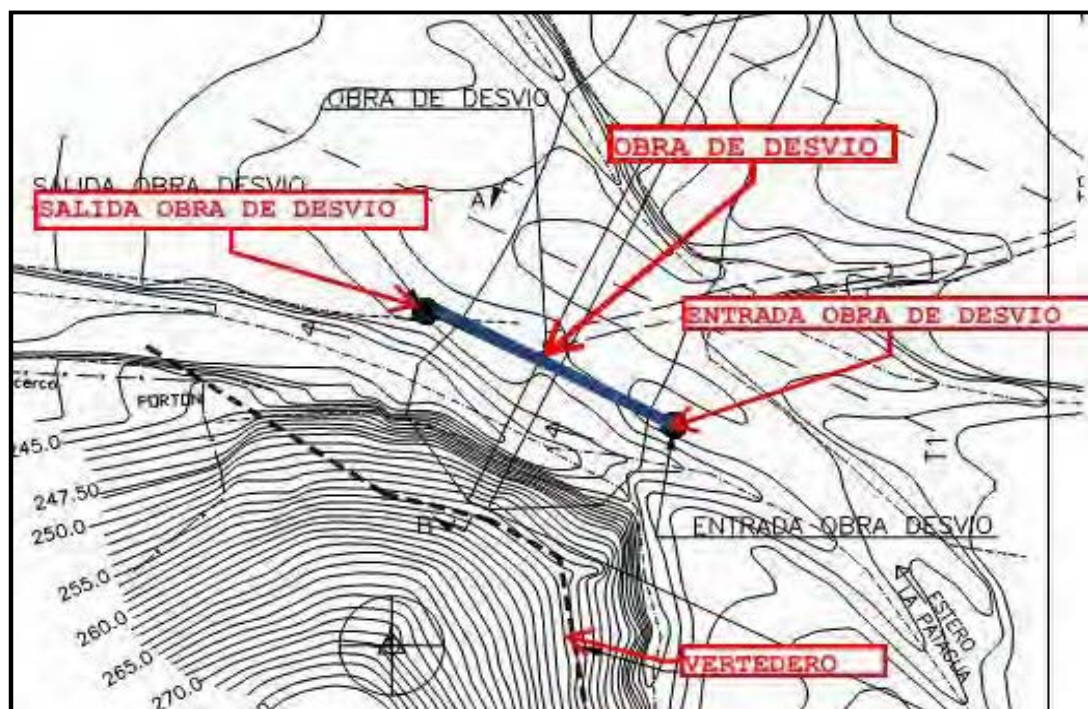 OBRA DE DESVIO
OBRA DE DESVIO
SALIDA OBRA DESVIO
SALIDA OBRA DE DESVIO
A
ENTRADA OBRA DE DESVIO
cerco
PORTON
245.0
247.50
250.0
255.0
260.0
265.0
270.0
B
T1
ENTRADA OBRA DESVIO
ESTERO
LA PATAGUA
VERTEDERO